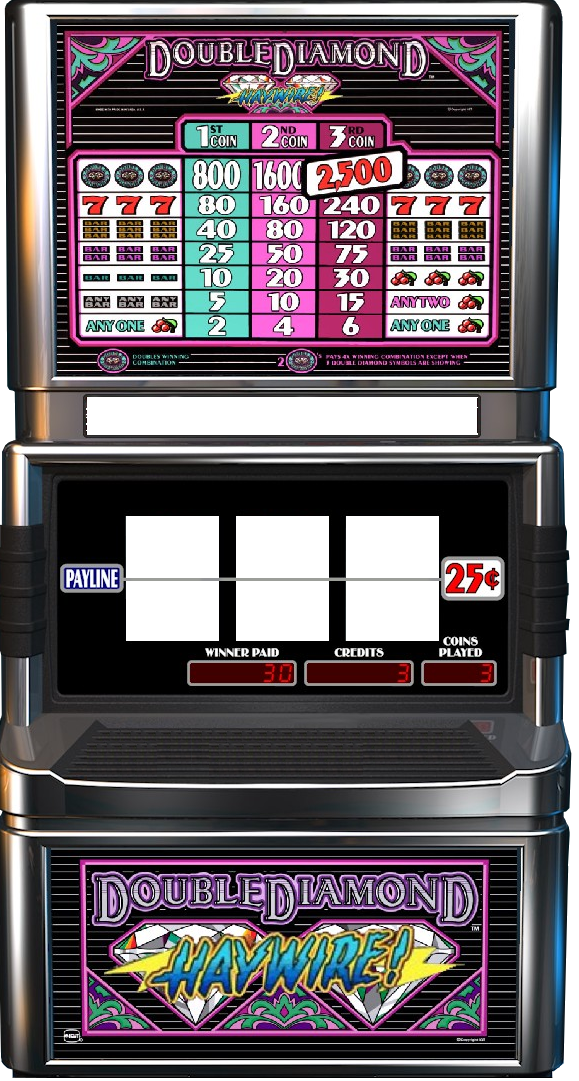 DOUBLE DIAMOND ™
HAYWIRE!
1ST COIN 2ND COIN 3RD COIN
800 1600 2,500
7 7 7 80 160 240 7 7 7
BAR BAR BAR 40 80 120 BAR BAR BAR
BAR BAR BAR 25 50 75 BAR BAR BAR
BAR BAR BAR 10 20 30
ANY BAR ANY BAR ANY BAR 5 10 15 ANY TWO
ANY ONE 2 4 6 ANY ONE
DOUBLES WINNING COMBINATION
2 'S PAYS 4X WINNING COMBINATION EXCEPT WHEN
3 DOUBLE DIAMOND SYMBOLS ARE SHOWING
PAYLINE
25¢
WINNER PAID CREDITS COINS PLAYED
30 3 3
DOUBLE DIAMOND ™
HAYWIRE!